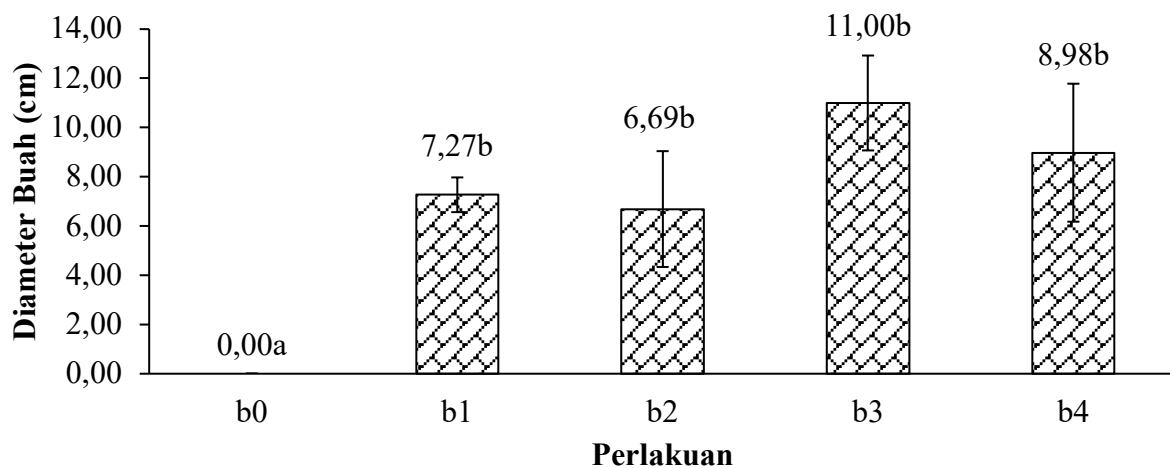 Diameter Buah (cm)
14,00
12,00
10,00
8,00
6,00
4,00
2,00
0,00
0,00a
7,27b
6,69b
11,00b
8,98b
b0
b1
b2
b3
b4
Perlakuan